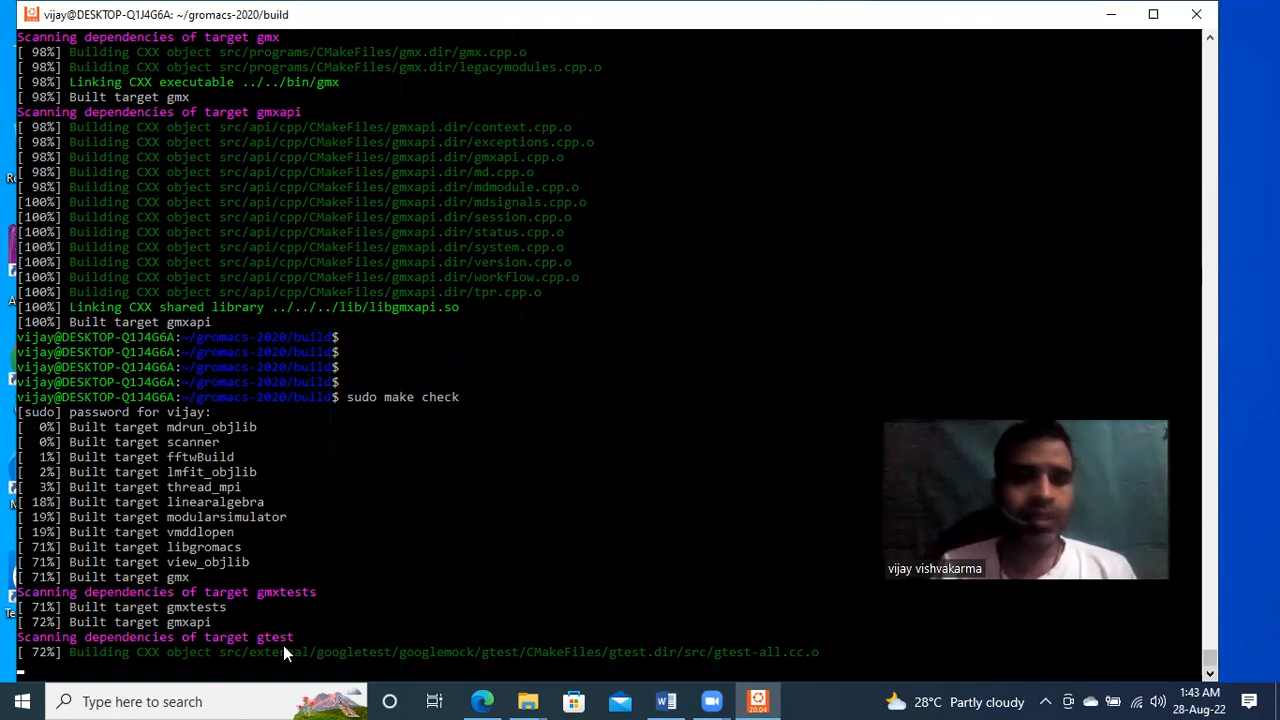 vijay@DESKTOP-Q1J4G6A: ~/gromacs-2020/build
Scanning dependencies of target gmx
[ 98%] Building CXX object src/programs/CMakeFiles/gmx.dir/gmx.cpp.o
[ 98%] Building CXX object src/programs/CMakeFiles/gmx.dir/legacymodules.cpp.o
[ 98%] Linking CXX executable ../../bin/gmx
[ 98%] Built target gmx
Scanning dependencies of target gmxapi
[ 98%] Building CXX object src/api/cpp/CMakeFiles/gmxapi.dir/context.cpp.o
[ 98%] Building CXX object src/api/cpp/CMakeFiles/gmxapi.dir/exceptions.cpp.o
[ 98%] Building CXX object src/api/cpp/CMakeFiles/gmxapi.dir/gmxapi.cpp.o
[ 98%] Building CXX object src/api/cpp/CMakeFiles/gmxapi.dir/md.cpp.o
[ 98%] Building CXX object src/api/cpp/CMakeFiles/gmxapi.dir/mdmodule.cpp.o
[100%] Building CXX object src/api/cpp/CMakeFiles/gmxapi.dir/mdsignals.cpp.o
[100%] Building CXX object src/api/cpp/CMakeFiles/gmxapi.dir/session.cpp.o
[100%] Building CXX object src/api/cpp/CMakeFiles/gmxapi.dir/status.cpp.o
[100%] Building CXX object src/api/cpp/CMakeFiles/gmxapi.dir/system.cpp.o
[100%] Building CXX object src/api/cpp/CMakeFiles/gmxapi.dir/version.cpp.o
[100%] Building CXX object src/api/cpp/CMakeFiles/gmxapi.dir/workflow.cpp.o
[100%] Building CXX object src/api/cpp/CMakeFiles/gmxapi.dir/tpr.cpp.o
[100%] Linking CXX shared library ../../../lib/libgmxapi.so
[100%] Built target gmxapi
vijay@DESKTOP-Q1J4G6A:~/gromacs-2020/build$
vijay@DESKTOP-Q1J4G6A:~/gromacs-2020/build$
vijay@DESKTOP-Q1J4G6A:~/gromacs-2020/build$
vijay@DESKTOP-Q1J4G6A:~/gromacs-2020/build$
vijay@DESKTOP-Q1J4G6A:~/gromacs-2020/build$ sudo make check
[sudo] password for vijay:
[  0%] Built target mdrun_objlib
[  0%] Built target scanner
[  1%] Built target fftwBuild
[  2%] Built target lmfit_objlib
[  3%] Built target thread_mpi
[ 18%] Built target linearalgebra
[ 19%] Built target modularsimulator
[ 19%] Built target vmddlopen
[ 71%] Built target libgromacs
[ 71%] Built target view_objlib
[ 71%] Built target gmx
Scanning dependencies of target gmxtests
[ 71%] Built target gmxtests
[ 72%] Built target gmxapi
Scanning dependencies of target gtest
[ 72%] Building CXX object src/external/googletest/googlemock/gtest/CMakeFiles/gtest.dir/src/gtest-all.cc.o
vijay vishvakarma
Type here to search
20.04
28°C Partly cloudy
1:43 AM
28-Aug-22